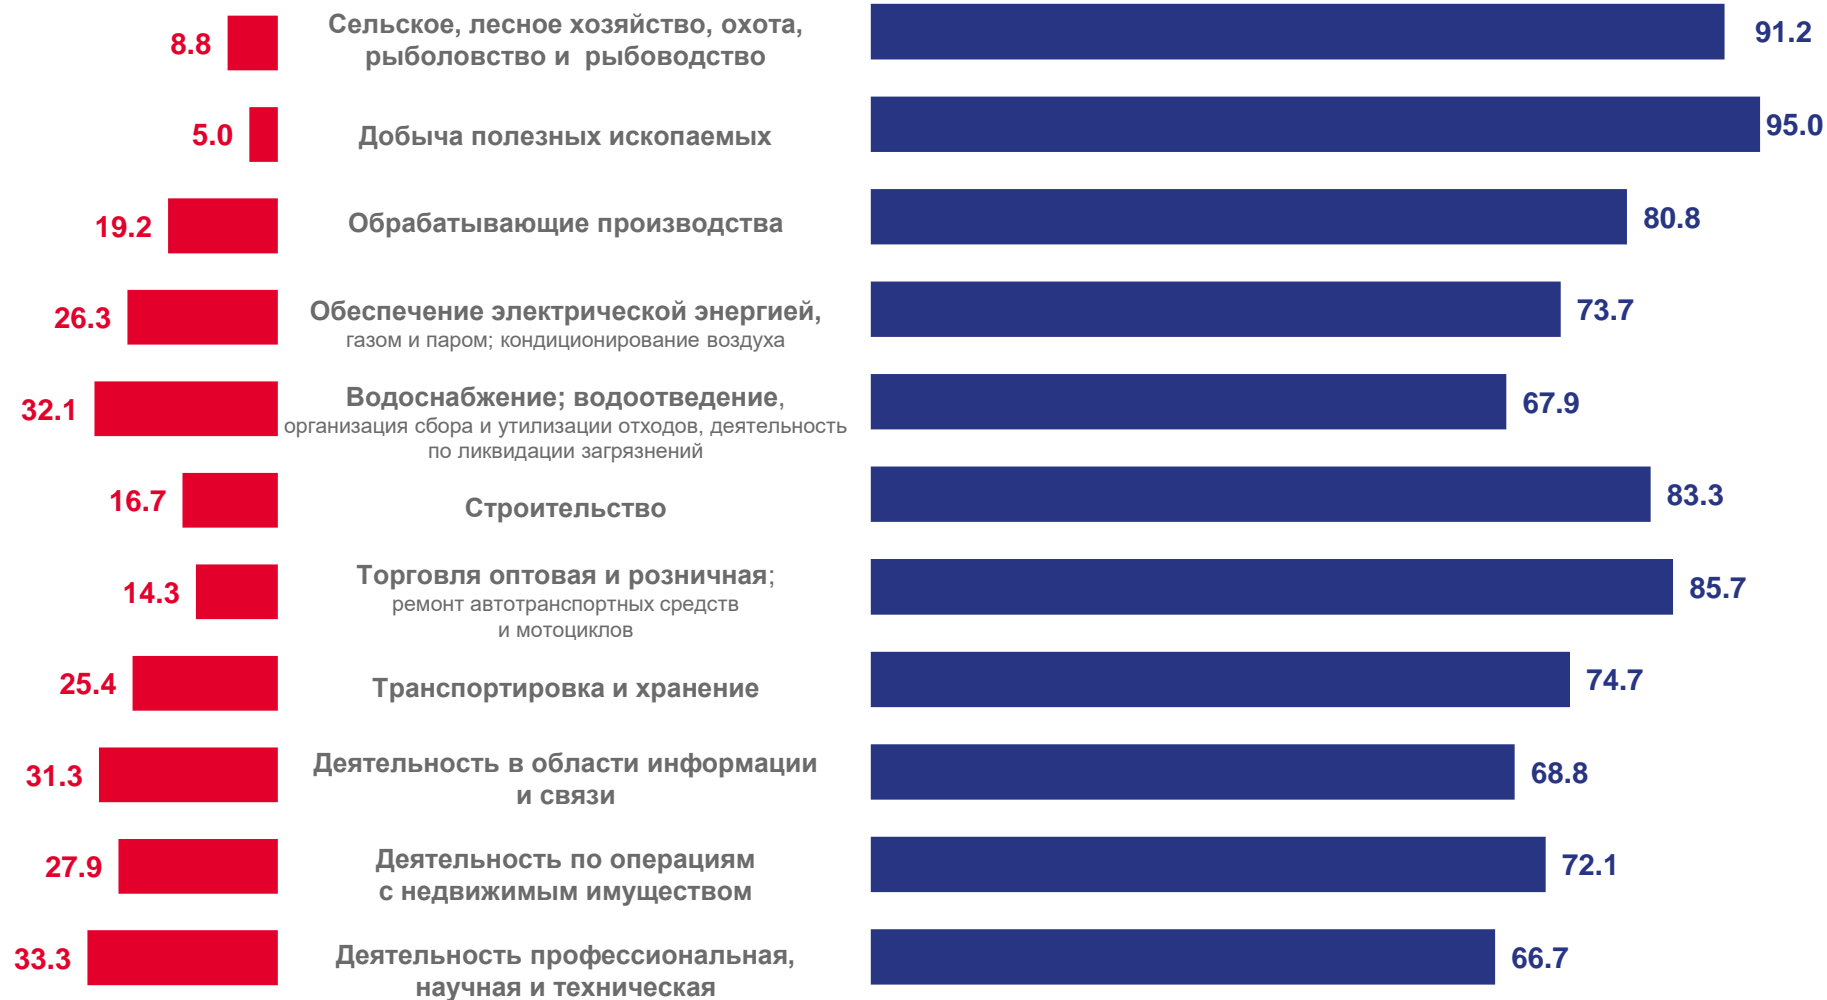 8.8
Сельское, лесное хозяйство, охота,
рыболовство и рыбоводство
91.2
5.0
Добыча полезных ископаемых
95.0
19.2
Обрабатывающие производства
80.8
26.3
Обеспечение электрической энергией,
газом и паром; кондиционирование воздуха
73.7
32.1
Водоснабжение; водоотведение,
организация сбора и утилизации отходов, деятельность
по ликвидации загрязнений
67.9
16.7
Строительство
83.3
14.3
Торговля оптовая и розничная;
ремонт автотранспортных средств
и мотоциклов
85.7
25.4
Транспортировка и хранение
74.7
31.3
Деятельность в области информации
и связи
68.8
27.9
Деятельность по операциям
с недвижимым имуществом
72.1
33.3
Деятельность профессиональная,
научная и техническая
66.7